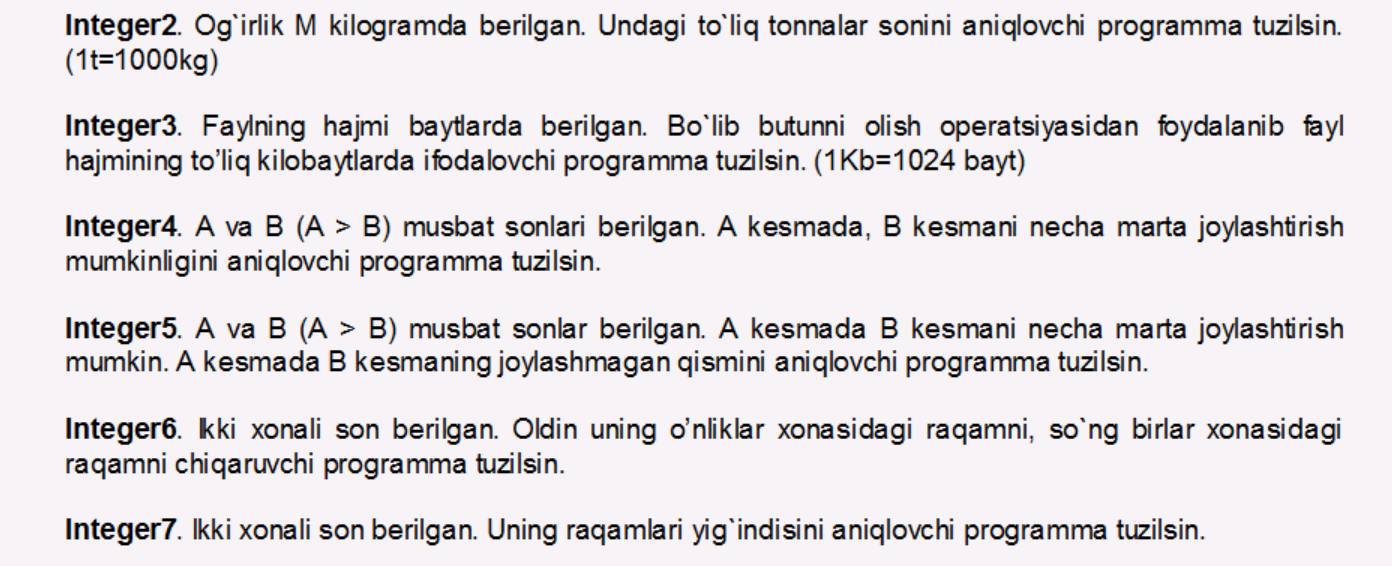 Integer2. Og`irlik M kilogramda berilgan. Undagi to`liq tonnalar sonini aniqlovchi programma tuzilsin.
(1t=1000kg)
Integer3. Faylning hajmi baytlarda berilgan. Bo`lib butunni olish operatsiyasidan foydalanib fayl
hajmining to’liq kilobaytlarda ifodalovchi programma tuzilsin. (1Kb=1024 bayt)
Integer4. A va B (A > B) musbat sonlari berilgan. A kesmada, B kesmani necha marta joylashtirish
mumkinligini aniqlovchi programma tuzilsin.
Integer5. A va B (A > B) musbat sonlar berilgan. A kesmada B kesmani necha marta joylashtirish
mumkin. A kesmada B kesmaning joylashmagan qismini aniqlovchi programma tuzilsin.
Integer6. Ikki xonali son berilgan. Oldin uning o’nliklar xonasidagi raqamni, so`ng birlar xonasidagi
raqamni chiqaruvchi programma tuzilsin.
Integer7. Ikki xonali son berilgan. Uning raqamlari yig`indisini aniqlovchi programma tuzilsin.